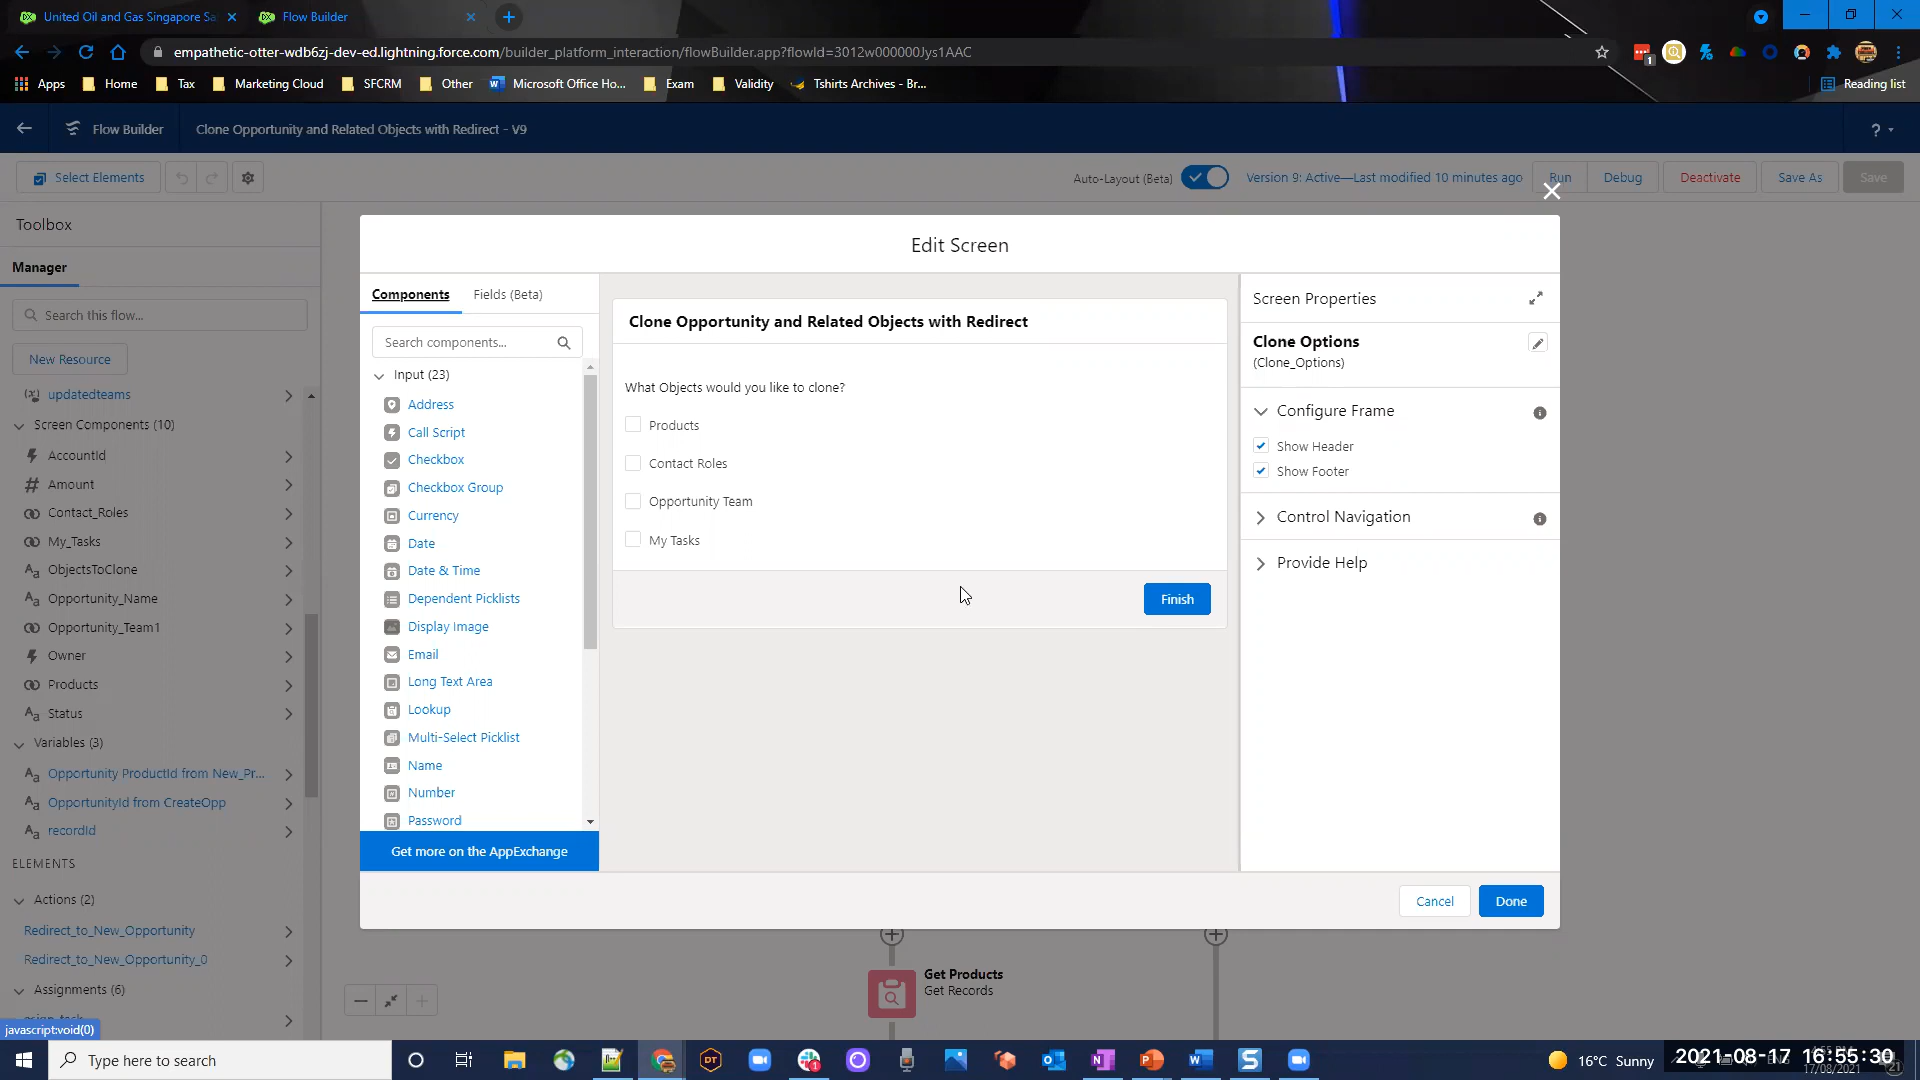 United Oil and Gas Singapore Sa
Flow Builder
empathetic-otter-wdb6zj-dev-ed.lightning.force.com/builder_platform_interaction/flowBuilder.app?flowId=3012w000000Jys1AAC
Apps
Home
Tax
Marketing Cloud
SFCRM
Other
Microsoft Office Ho...
Exam
Validity
Tshirts Archives - Br...
Reading list
Flow Builder
Clone Opportunity and Related Objects with Redirect - V9
?
Select Elements
Auto-Layout (Beta)
Version 9: Active—Last modified 10 minutes ago
Run
Debug
Deactivate
Save As
Save
Toolbox
Manager
Search this flow...
New Resource
updatedteams
Screen Components (10)
AccountId
Amount
Contact_Roles
My_Tasks
ObjectsToClone
Opportunity_Name
Opportunity_Team1
Owner
Products
Status
Variables (3)
Opportunity ProductId from New_Pr...
OpportunityId from CreateOpp
recordId
ELEMENTS
Actions (2)
Redirect_to_New_Opportunity
Redirect_to_New_Opportunity_0
Assignments (6)
javascript:void(0)
Edit Screen
Components
Fields (Beta)
Search components...
Input (23)
Address
Call Script
Checkbox
Checkbox Group
Currency
Date
Date & Time
Dependent Picklists
Display Image
Email
Long Text Area
Lookup
Multi-Select Picklist
Name
Number
Password
Get more on the AppExchange
Clone Opportunity and Related Objects with Redirect
What Objects would you like to clone?
Products
Contact Roles
Opportunity Team
My Tasks
Finish
Screen Properties
Clone Options
(Clone_Options)
Configure Frame
Show Header
Show Footer
Control Navigation
Provide Help
Cancel
Done
Get Products
Get Records
Type here to search
16°C Sunny
2021-08-17 16:55:30
17/08/2021